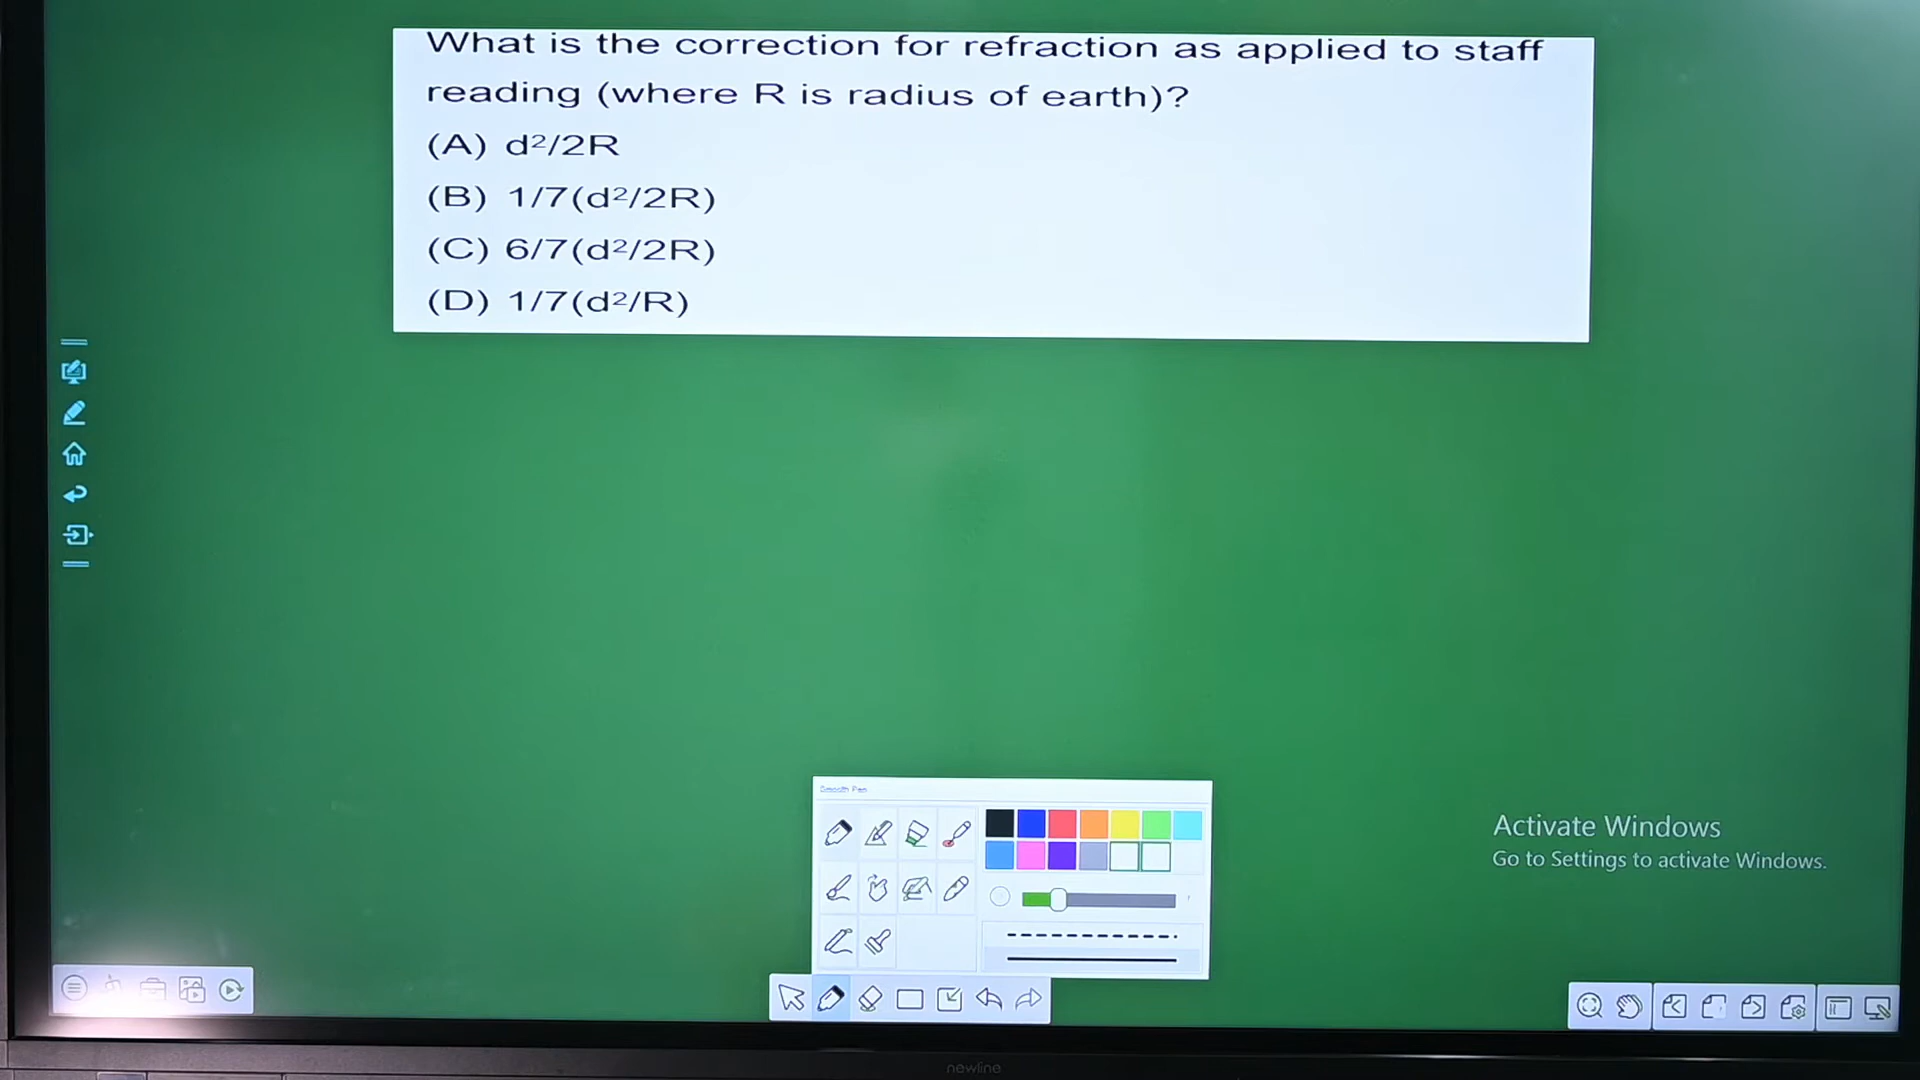 What is the correction for refraction as applied to staff
reading (where R is radius of earth)?
(A) d²/2R
(B) 1/7(d²/2R)
(C) 6/7(d²/2R)
(D) 1/7(d²/R)
Smooth Pen
Activate Windows
Go to Settings to activate Windows.
newline